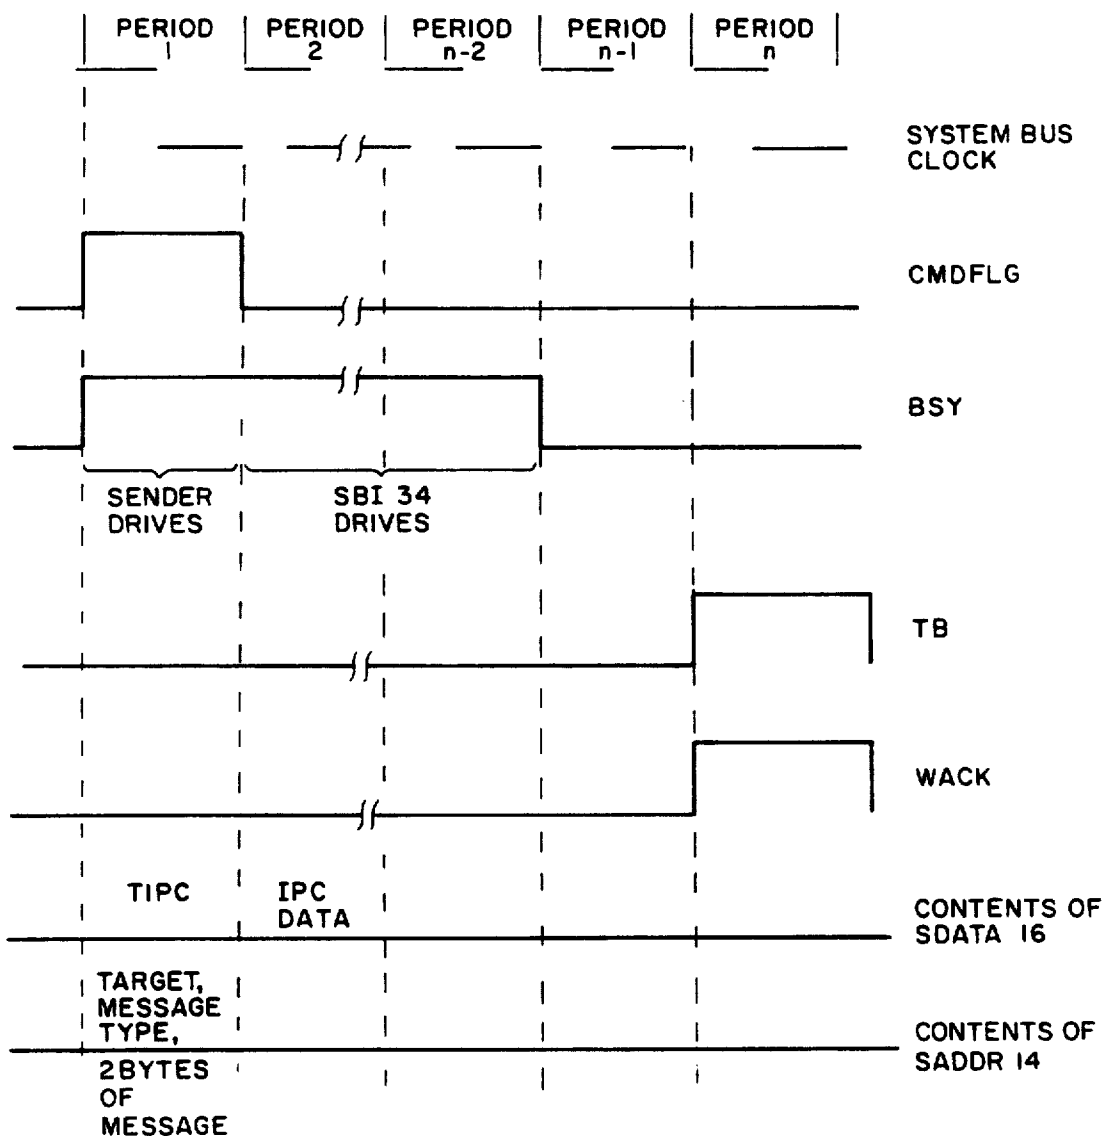 PERIOD
1
PERIOD
2
PERIOD
n-2
PERIOD
n-1
PERIOD
n
SYSTEM BUS
CLOCK
CMDFLG
BSY
SENDER
DRIVES
SBI 34
DRIVES
TB
WACK
TIPC
IPC
DATA
CONTENTS OF
SDATA 16
TARGET,
MESSAGE
TYPE,
2BYTES
OF
MESSAGE
CONTENTS OF
SADDR 14